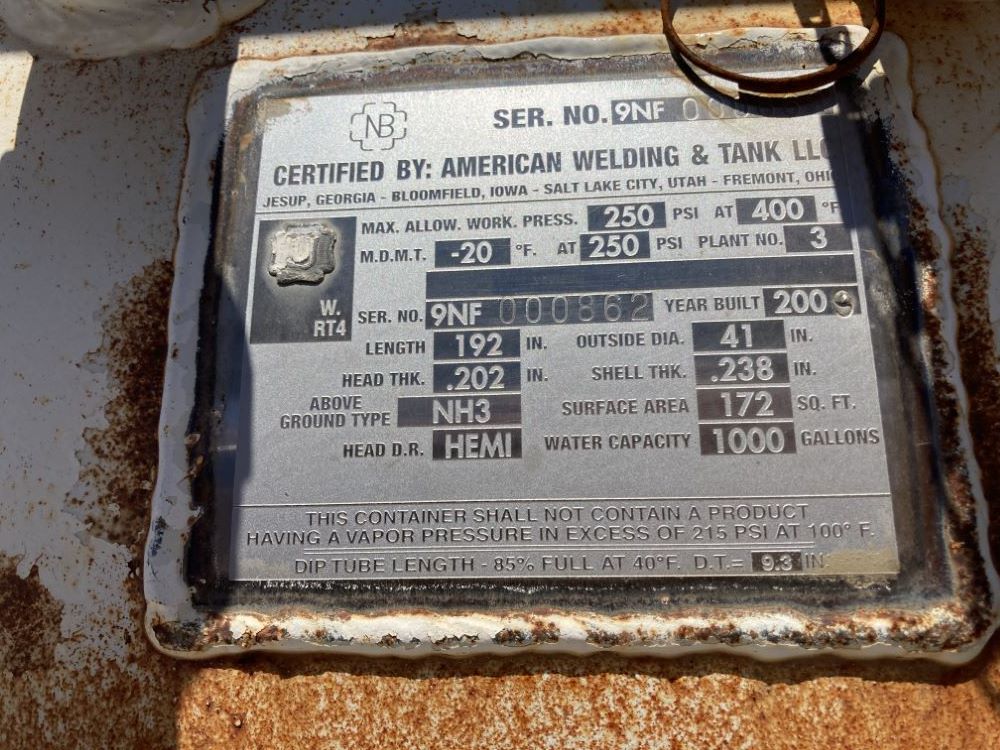 NB
SER. NO. 9NF
CERTIFIED BY: AMERICAN WELDING & TANK LLC
JESUP, GEORGIA - BLOOMFIELD, IOWA - SALT LAKE CITY, UTAH - FREMONT, OHIO
MAX. ALLOW. WORK. PRESS. 250 PSI AT 400 °F
M.D.M.T. -20 °F. AT 250 PSI PLANT NO. 3
U
W.
RT4
SER. NO. 9NF 000862 YEAR BUILT 2009
LENGTH 192 IN. OUTSIDE DIA. 41 IN.
HEAD THK. .202 IN. SHELL THK. .238 IN.
ABOVE GROUND TYPE NH3 SURFACE AREA 172 SQ. FT.
HEAD D.R. HEMI WATER CAPACITY 1000 GALLONS
THIS CONTAINER SHALL NOT CONTAIN A PRODUCT
HAVING A VAPOR PRESSURE IN EXCESS OF 215 PSI AT 100° F.
DIP TUBE LENGTH - 85% FULL AT 40°F. D.T.= 9.3 IN